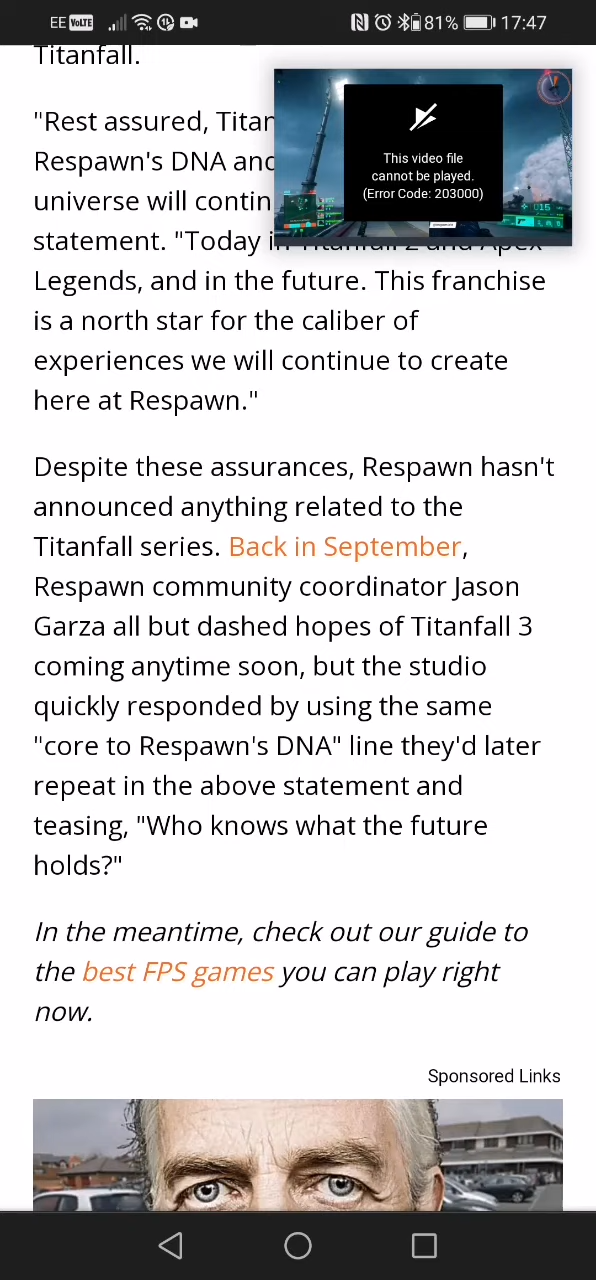 EE VoLTE 81% 17:47
Titanfall.
"Rest assured, Titan
Respawn's DNA and
universe will contin
statement. "Today in Titanfall 2 and Apex
Legends, and in the future. This franchise
is a north star for the caliber of
experiences we will continue to create
here at Respawn."
This video file
cannot be played.
(Error Code: 203000)
Despite these assurances, Respawn hasn't
announced anything related to the
Titanfall series. Back in September,
Respawn community coordinator Jason
Garza all but dashed hopes of Titanfall 3
coming anytime soon, but the studio
quickly responded by using the same
"core to Respawn's DNA" line they'd later
repeat in the above statement and
teasing, "Who knows what the future
holds?"
In the meantime, check out our guide to
the best FPS games you can play right
now.
Sponsored Links